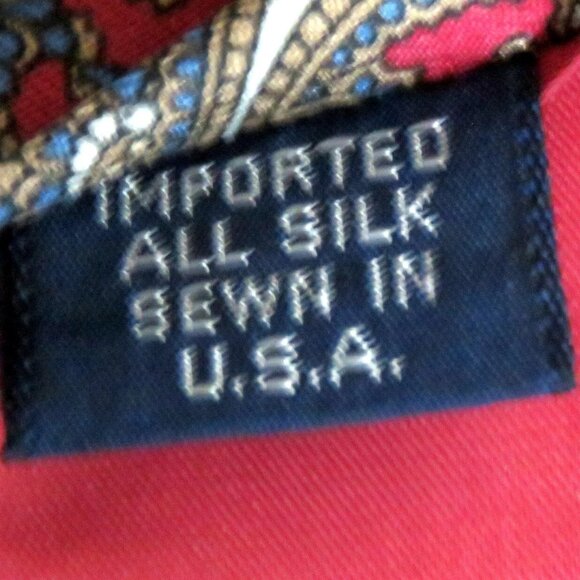 IMPORTED
ALL SILK
SEWN IN
U.S.A.